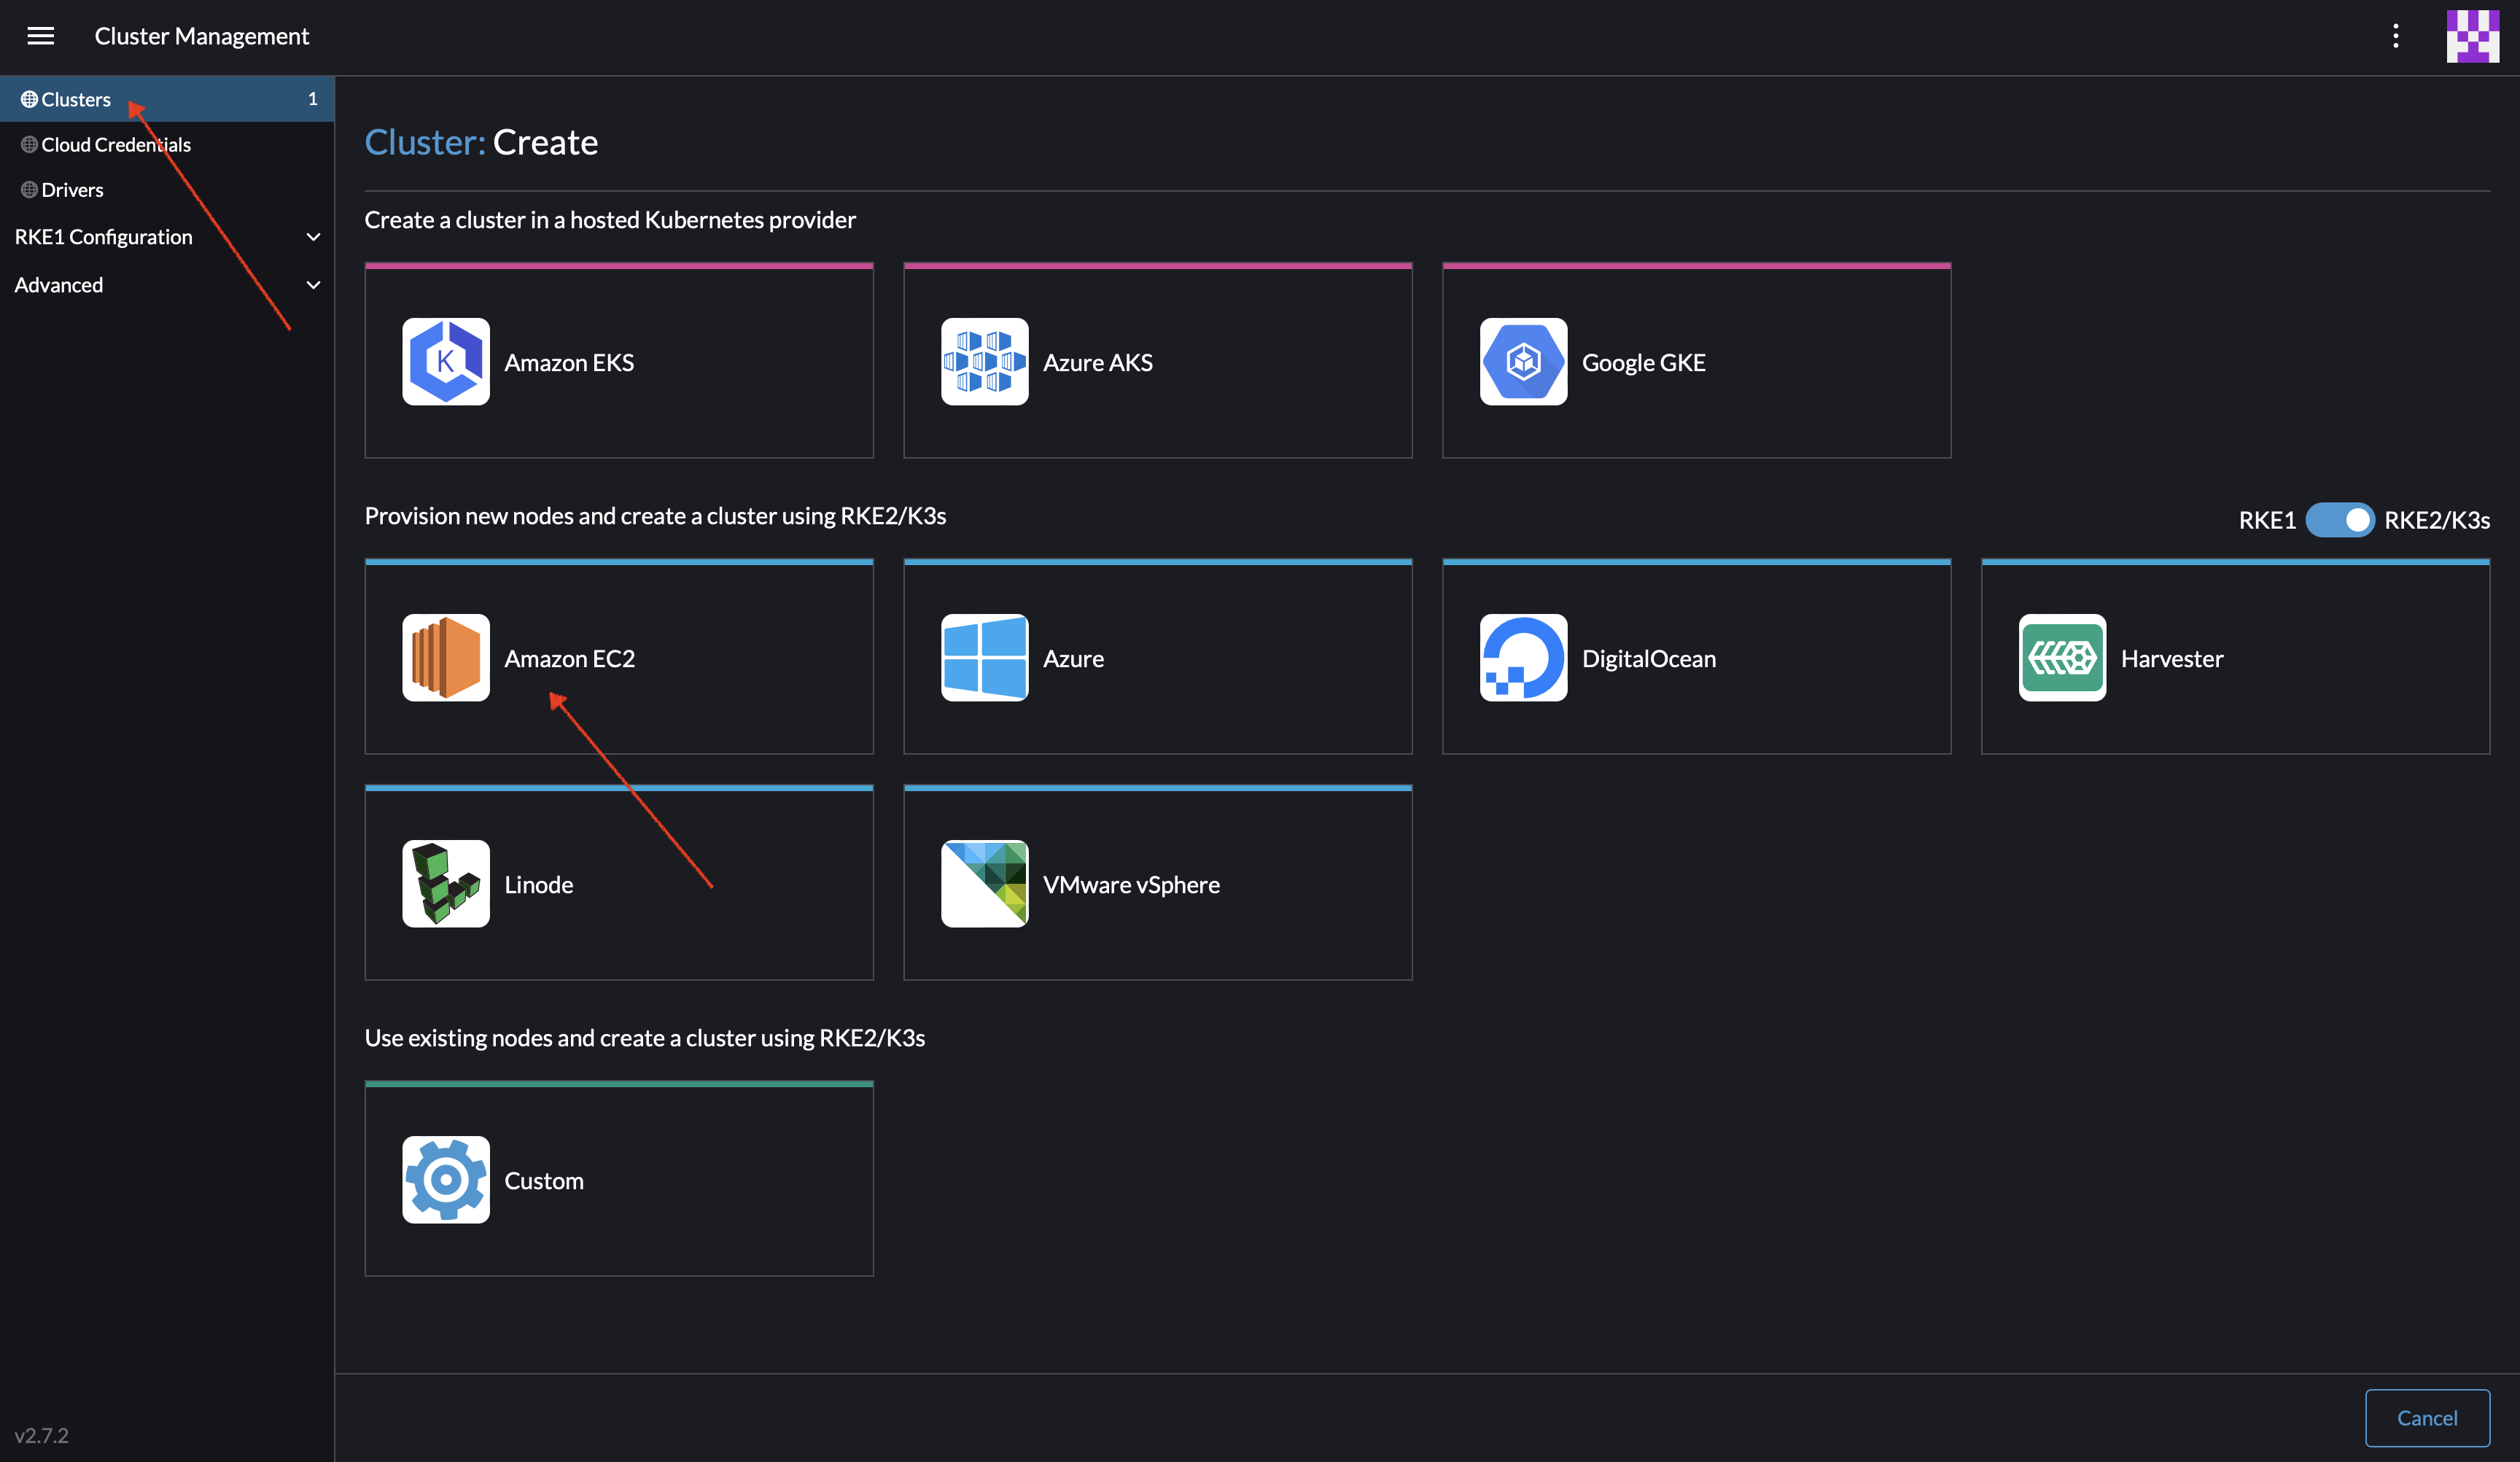 Cluster Management
Clusters 1
Cloud Credentials
Drivers
RKE1 Configuration
Advanced
Cluster: Create
Create a cluster in a hosted Kubernetes provider
K
Amazon EKS
Azure AKS
Google GKE
Provision new nodes and create a cluster using RKE2/K3s
RKE1 RKE2/K3s
Amazon EC2
Azure
DigitalOcean
Harvester
Linode
VMware vSphere
Use existing nodes and create a cluster using RKE2/K3s
Custom
v2.7.2
Cancel